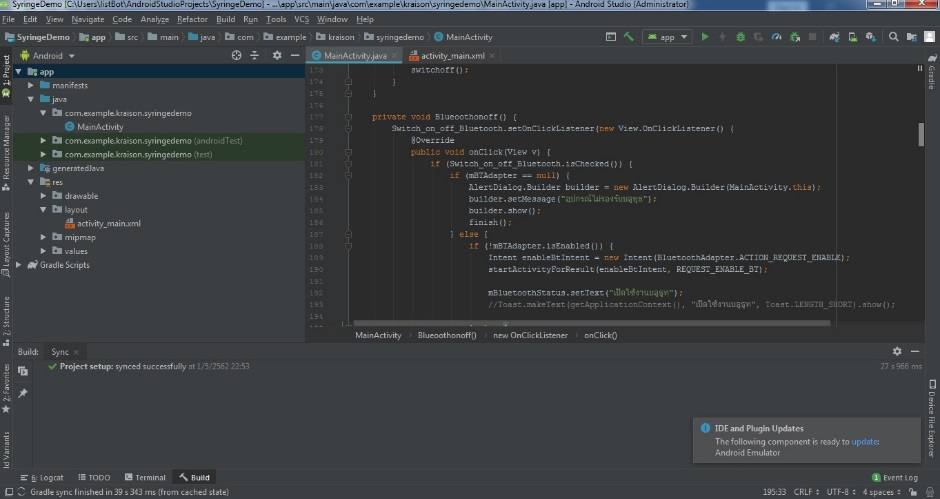 SyringeDemo [C:\Users\listBot\AndroidStudioProjects\SyringeDemo] - ...\app\src\main\java\com\example\kraison\syringedemo\MainActivity.java [app] - Android Studio (Administrator)
File Edit View Navigate Code Analyze Refactor Build Run Tools VCS Window Help
SyringeDemo app src main java com example kraison syringedemo MainActivity app
Android
MainActivity.java activity_main.xml
1: Project
Resource Manager
Layout Captures
7: Structure
2: Favorites
ld Variants
Gradle
Device File Explorer
app
manifests
java
com.example.kraison.syringedemo
MainActivity
com.example.kraison.syringedemo (androidTest)
com.example.kraison.syringedemo (test)
generatedJava
res
drawable
layout
activity_main.xml
mipmap
values
Gradle Scripts
173 switchoff();
174 }
175 }
176
177 private void Blueoothonoff() {
178 Switch_on_off_Bluetooth.setOnClickListener(new View.OnClickListener() {
179 @Override
180 public void onClick(View v) {
181 if (Switch_on_off_Bluetooth.isChecked()) {
182 if (mBTAdapter == null) {
183 AlertDialog.Builder builder = new AlertDialog.Builder(MainActivity.this);
184 builder.setMessage("อุปกรณ์ไม่รองรับบลูทูธ");
185 builder.show();
186 finish();
187 } else {
188 if (!mBTAdapter.isEnabled()) {
189 Intent enableBtIntent = new Intent(BluetoothAdapter.ACTION_REQUEST_ENABLE);
190 startActivityForResult(enableBtIntent, REQUEST_ENABLE_BT);
191
192 mBluetoothStatus.setText("เปิดใช้งานบลูธูท");
193 //Toast.makeText(getApplicationContext(), "เปิดใช้งานบลูธูท", Toast.LENGTH_SHORT).show();
194
MainActivity Blueoothonoff() new OnClickListener onClick()
Build: Sync
Project setup: synced successfully at 1/5/2562 22:53 27 s 966 ms
IDE and Plugin Updates
The following component is ready to update:
Android Emulator
6: Logcat TODO Terminal Build 1 Event Log
Gradle sync finished in 39 s 343 ms (from cached state) 195:33 CRLF UTF-8 4 spaces